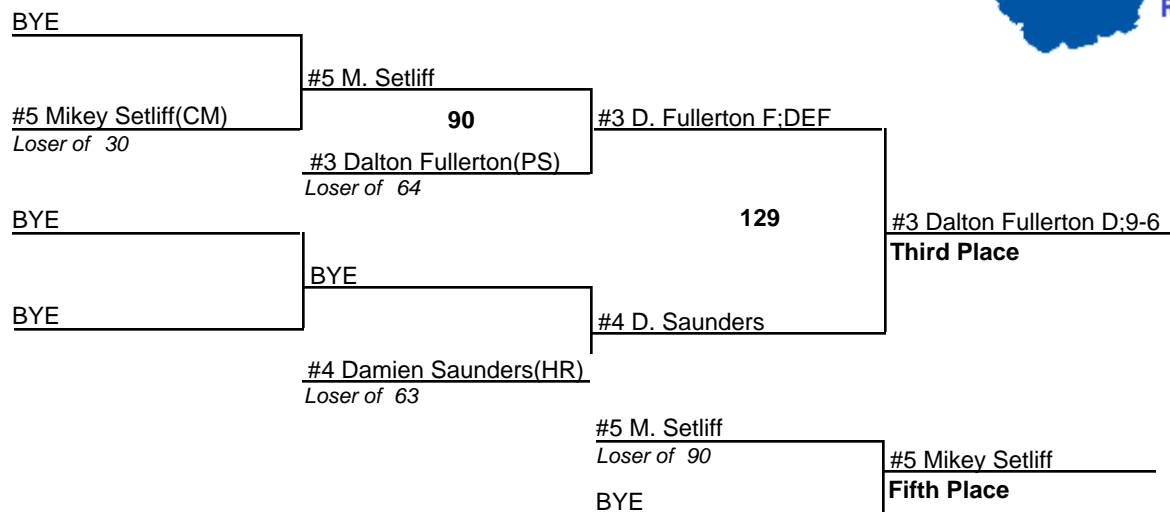 BYE
#5 M. Setliff
#5 Mikey Setliff(CM)
Loser of 30
90
#3 D. Fullerton F;DEF
#3 Dalton Fullerton(PS)
Loser of 64
BYE
129
#3 Dalton Fullerton D;9-6
Third Place
BYE
BYE
#4 D. Saunders
#4 Damien Saunders(HR)
Loser of 63
#5 M. Setliff
Loser of 90
#5 Mikey Setliff
Fifth Place
BYE